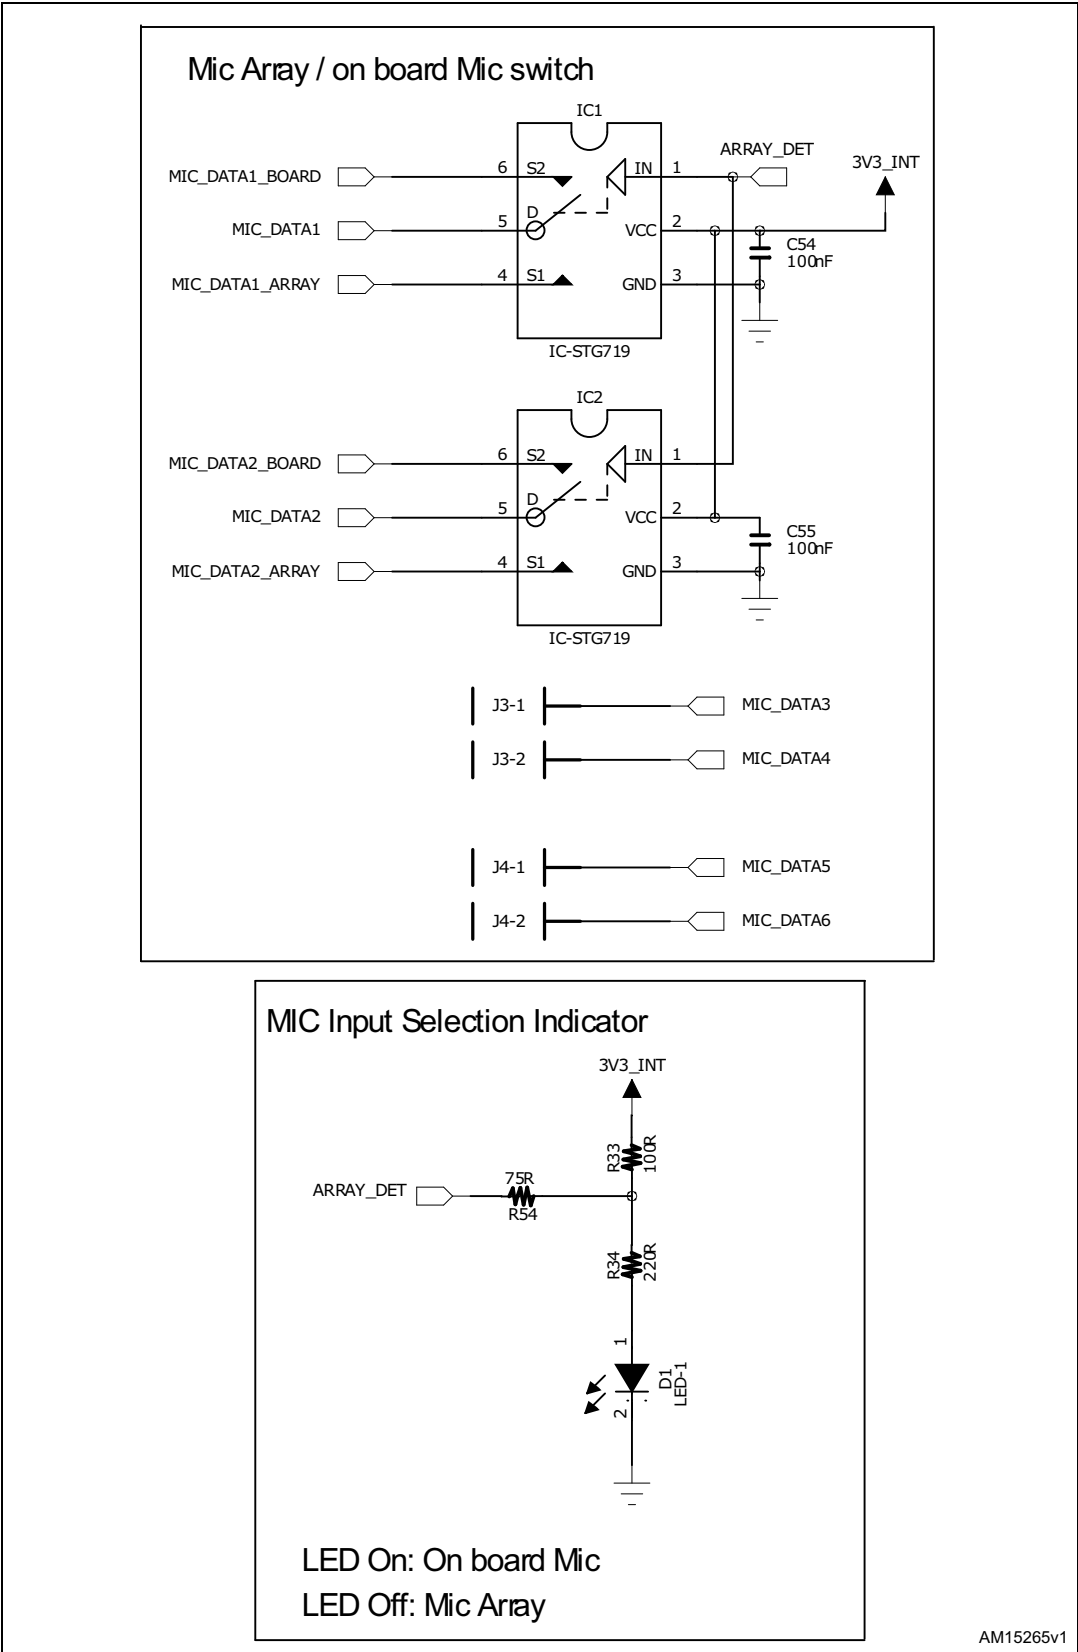 Mic Array / on board Mic switch
IC1
MIC_DATA1_BOARD 6 S2 IN 1 ARRAY_DET 3V3_INT
MIC_DATA1 5 D VCC 2 C54
100nF
MIC_DATA1_ARRAY 4 S1 GND 3
IC-STG719
IC2
MIC_DATA2_BOARD 6 S2 IN 1
MIC_DATA2 5 D VCC 2 C55
100nF
MIC_DATA2_ARRAY 4 S1 GND 3
IC-STG719
J3-1 MIC_DATA3
J3-2 MIC_DATA4
J4-1 MIC_DATA5
J4-2 MIC_DATA6
MIC Input Selection Indicator
3V3_INT
R33 100R
ARRAY_DET 75R
R54
R34 220R
1
D1
LED-1
2
LED On: On board Mic
LED Off: Mic Array
AM15265v1